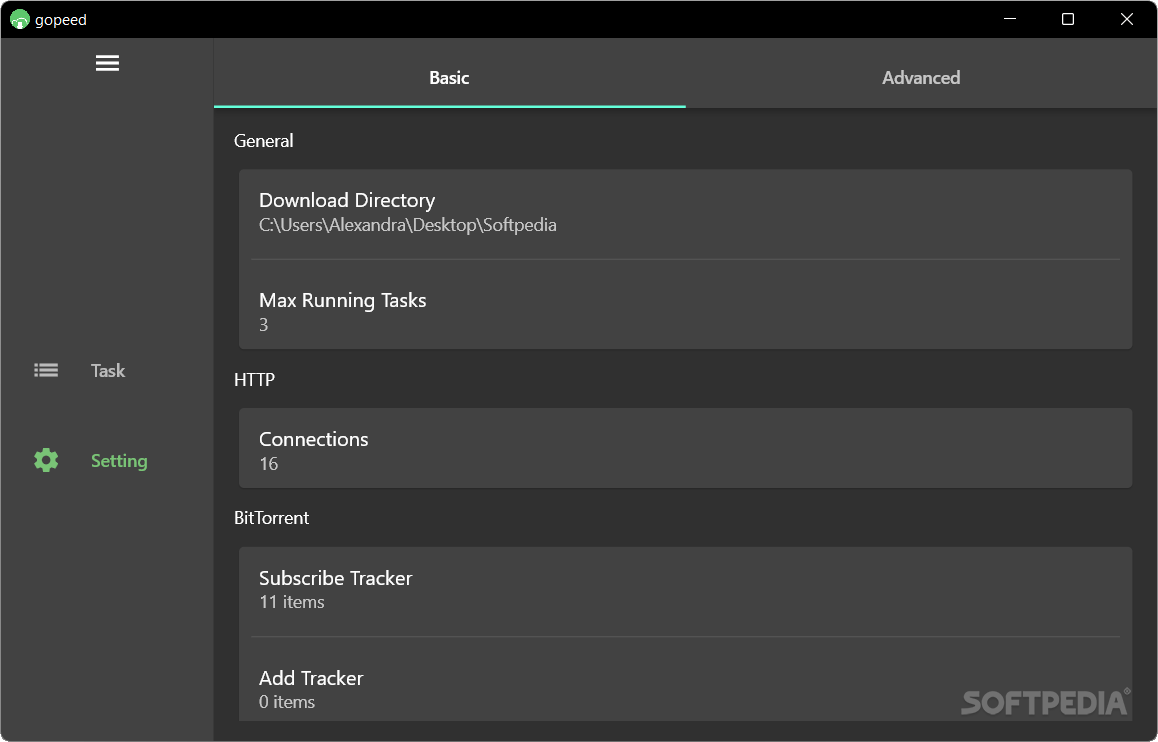 gopeed
Basic
Advanced
General
Download Directory
C:\Users\Alexandra\Desktop\Softpedia
Max Running Tasks
3
Task
HTTP
Connections
16
Setting
BitTorrent
Subscribe Tracker
11 items
Add Tracker
0 items
SOFTPEDIA®